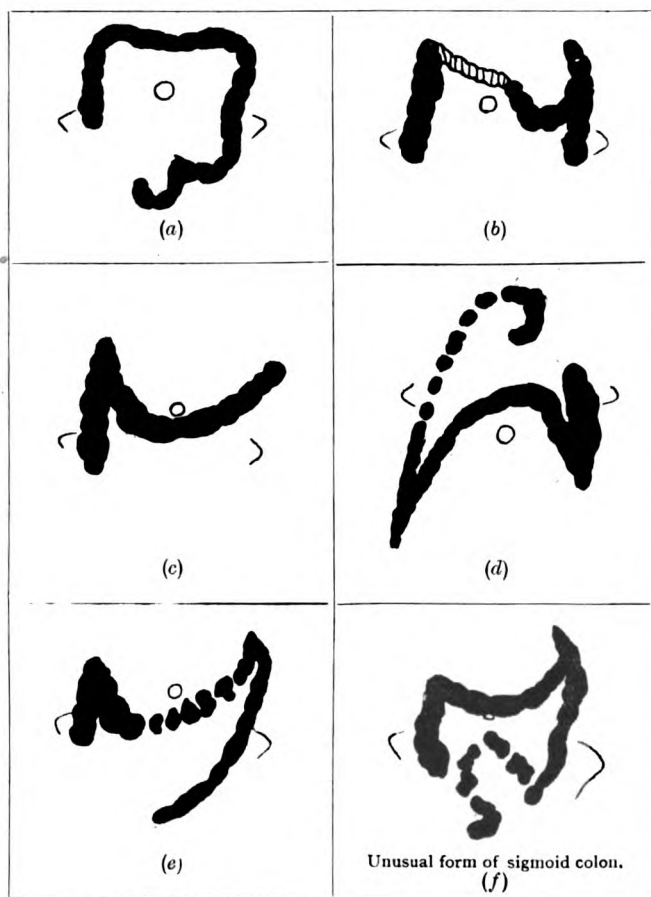 (a)
(b)
(c)
(d)
(e)
Unusual form of sigmoid colon.
(f)